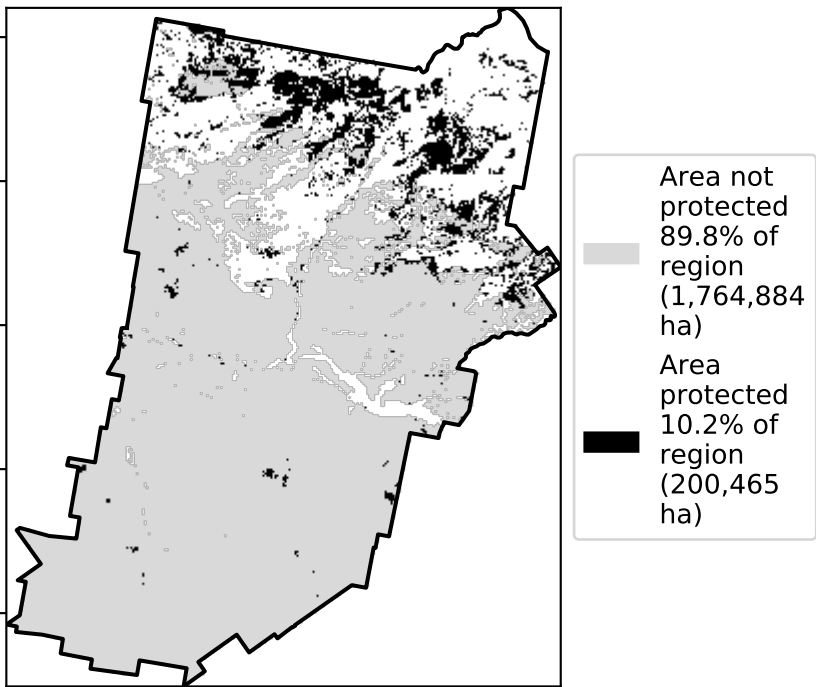 Area not
protected
89.8% of
region
(1,764,884
ha)
Area
protected
10.2% of
region
(200,465
ha)